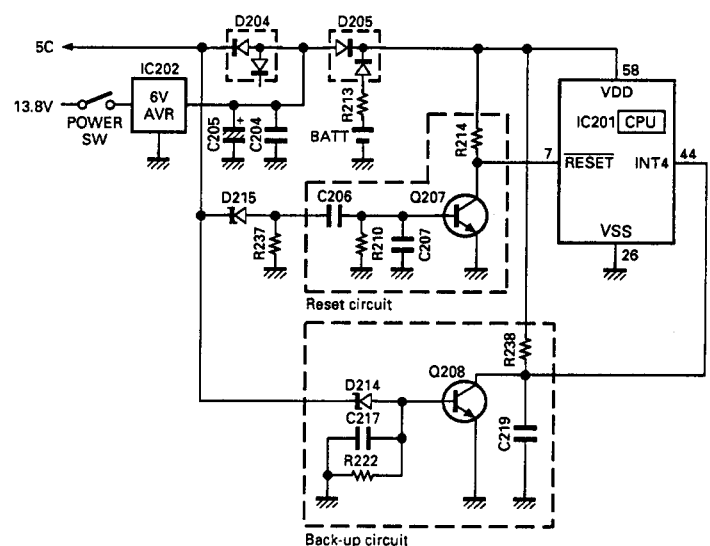 D204
D205
5C
IC202
6V
AVR
13.8V
POWER
SW
C205
+
C204
R213
BATT
R214
58
VDD
IC201 CPU
7
RESET
INT4
44
VSS
26
D215
C206
Q207
R237
R210
C207
Reset circuit
R238
Q208
D214
C217
R222
C219
Back-up circuit